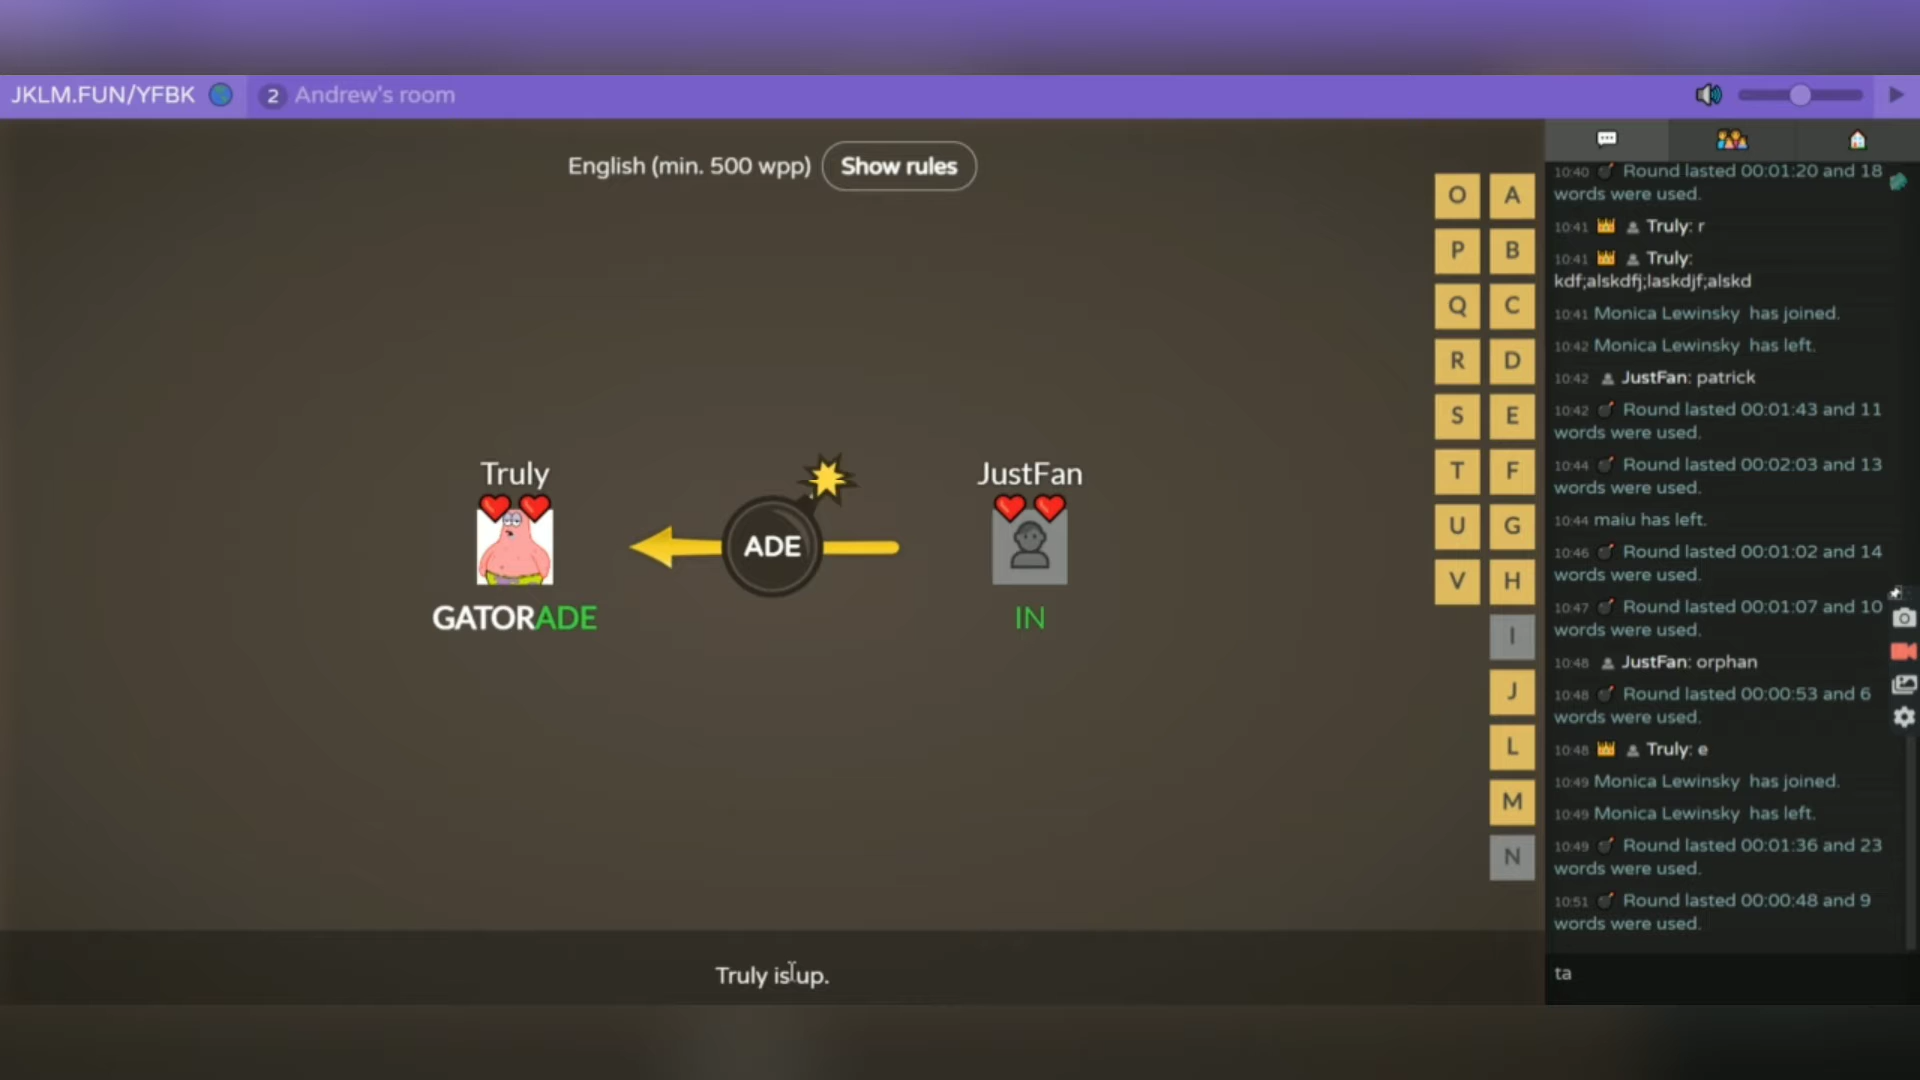 JKLM.FUN/YFBK
2 Andrew's room
English (min. 500 wpp) Show rules
Truly
JustFan
ADE
GATORADE
IN
Truly is up.
O A
P B
Q C
R D
S E
T F
U G
V H
I
J
L
M
N
10:40 Round lasted 00:01:20 and 18
words were used.
10:41 Truly: r
10:41 Truly:
kdf;alskdfj;laskdjf;alskd
10:41 Monica Lewinsky has joined.
10:42 Monica Lewinsky has left.
10:42 JustFan: patrick
10:42 Round lasted 00:01:43 and 11
words were used.
10:44 Round lasted 00:02:03 and 13
words were used.
10:44 maiu has left.
10:46 Round lasted 00:01:02 and 14
words were used.
10:47 Round lasted 00:01:07 and 10
words were used.
10:48 JustFan: orphan
10:48 Round lasted 00:00:53 and 6
words were used.
10:48 Truly: e
10:49 Monica Lewinsky has joined.
10:49 Monica Lewinsky has left.
10:49 Round lasted 00:01:36 and 23
words were used.
10:51 Round lasted 00:00:48 and 9
words were used.
ta